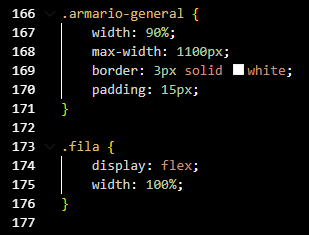 166 .armario-general {
167 width: 90%;
168 max-width: 1100px;
169 border: 3px solid white;
170 padding: 15px;
171 }
172
173 .fila {
174 display: flex;
175 width: 100%;
176 }
177